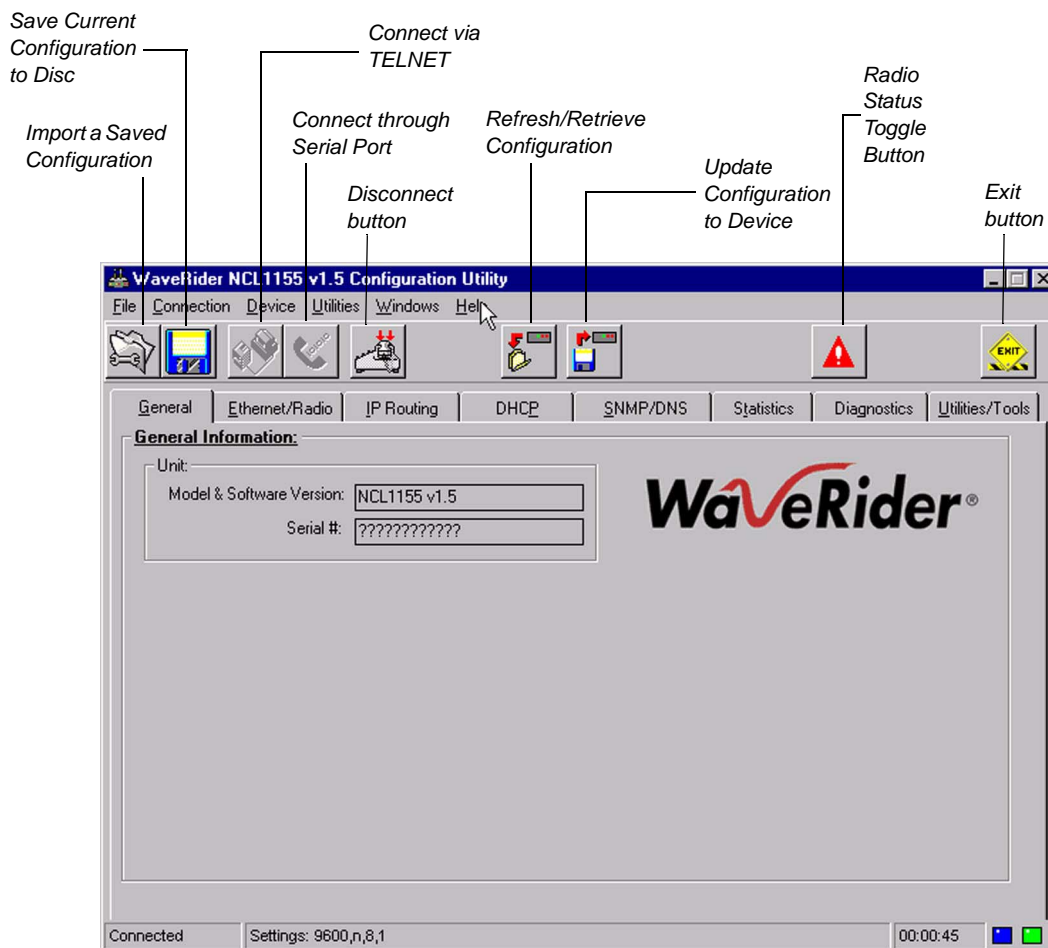 Save Current
Configuration
to Disc
Connect via
TELNET
Radio
Status
Toggle
Button
Import a Saved
Configuration
Connect through
Serial Port
Refresh/Retrieve
Configuration
Update
Configuration
to Device
Disconnect
button
Exit
button
WaveRider NCL1155 v1.5 Configuration Utility
File Connection Device Utilities Windows Help
EXIT
General Ethernet/Radio IP Routing DHCP SNMP/DNS Statistics Diagnostics Utilities/Tools
General Information:
Unit:
Model & Software Version: NCL1155 v1.5
Serial #: ????????????
WaveRider®
Connected Settings: 9600,n,8,1 00:00:45